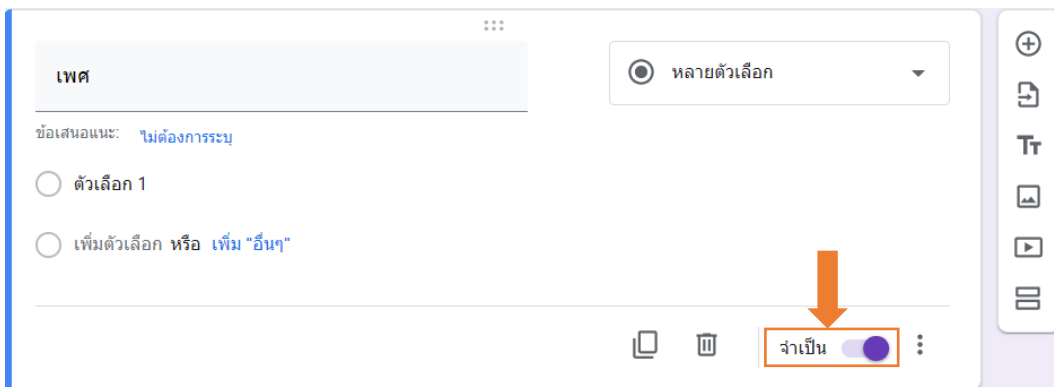 เพศ
หลายตัวเลือก
ข้อเสนอแนะ: ไม่ต้องการระบุ
ตัวเลือก 1
เพิ่มตัวเลือก หรือ เพิ่ม "อื่นๆ"
จำเป็น
Tт